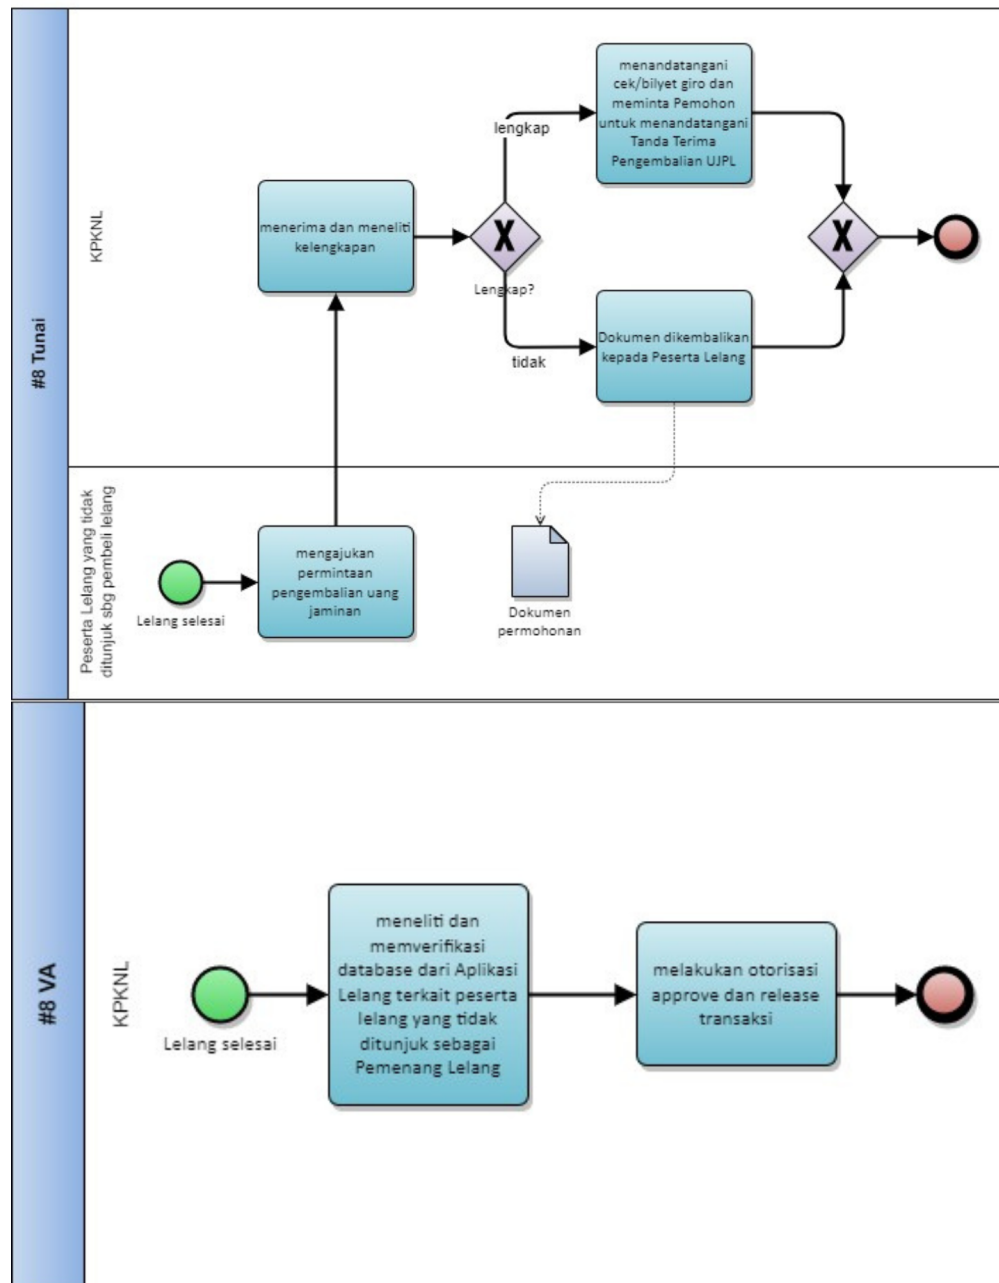 #8 Tunai
KPKNL
menandatangani
cek/bilyet giro dan
meminta Pemohon
untuk menandatangani
Tanda Terima
Pengembalian UJPL
lengkap
menerima dan meneliti
kelengkapan
X
X
Lengkap?
Dokumen dikembalikan
kepada Peserta Lelang
tidak
Peserta Lelang yang tidak
ditunjuk sbg pembeli lelang
mengajukan
permintaan
pengembalian uang
jaminan
Lelang selesai
Dokumen
permohonan
#8 VA
KPKNL
meneliti dan
memverifikasi
database dari Aplikasi
Lelang terkait peserta
lelang yang tidak
ditunjuk sebagai
Pemenang Lelang
melakukan otorisasi
approve dan release
transaksi
Lelang selesai